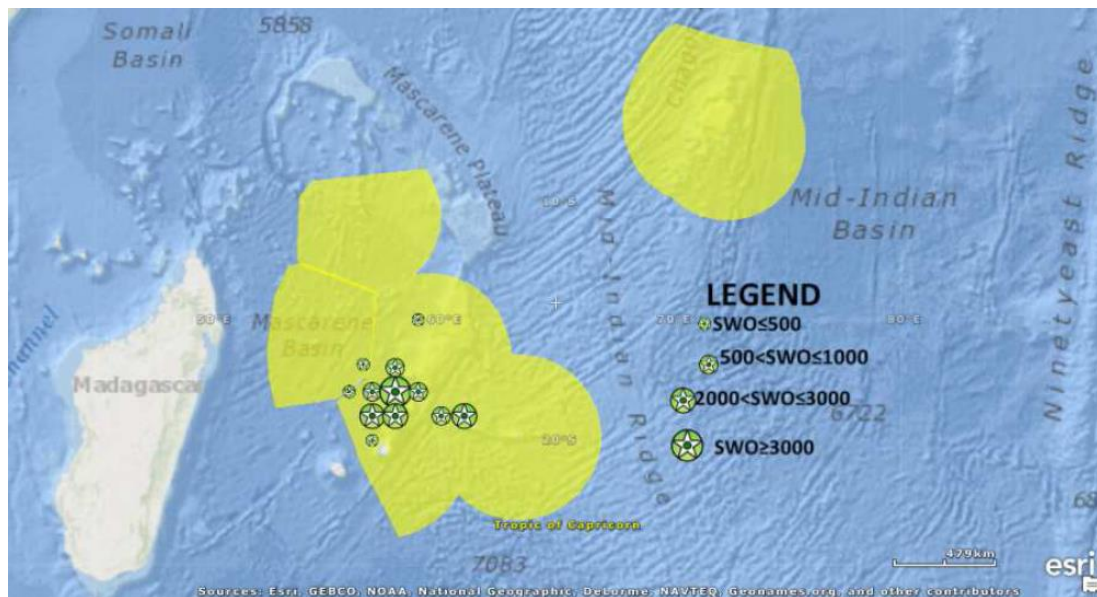 Somali
Basin
5858
Mascarene Plateau
Chagos
Ninetyeast Ridge
10°S
Mid-Indian
Basin
Mid-Indian Ridge
LEGEND
50°E
60°E
70°E
80°E
SWO≤500
Mascarene
Basin
500<SWO≤1000
Madagascar
2000<SWO≤3000
6722
20°S
SWO≥3000
Tropic of Capricorn
479km
7083
esri
Sources: Esri, GEBCO, NOAA, National Geographic, DeLorme, NAVTEQ, Geonames.org, and other contributors